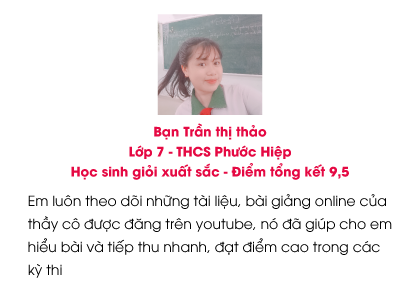 Bạn Trần thị thảo
Lớp 7 - THCS Phước Hiệp
Học sinh giỏi xuất sắc - Điểm tổng kết 9,5
Em luôn theo dõi những tài liệu, bài giảng online của
thầy cô được đăng trên youtube, nó đã giúp cho em
hiểu bài và tiếp thu nhanh, đạt điểm cao trong các
kỳ thi